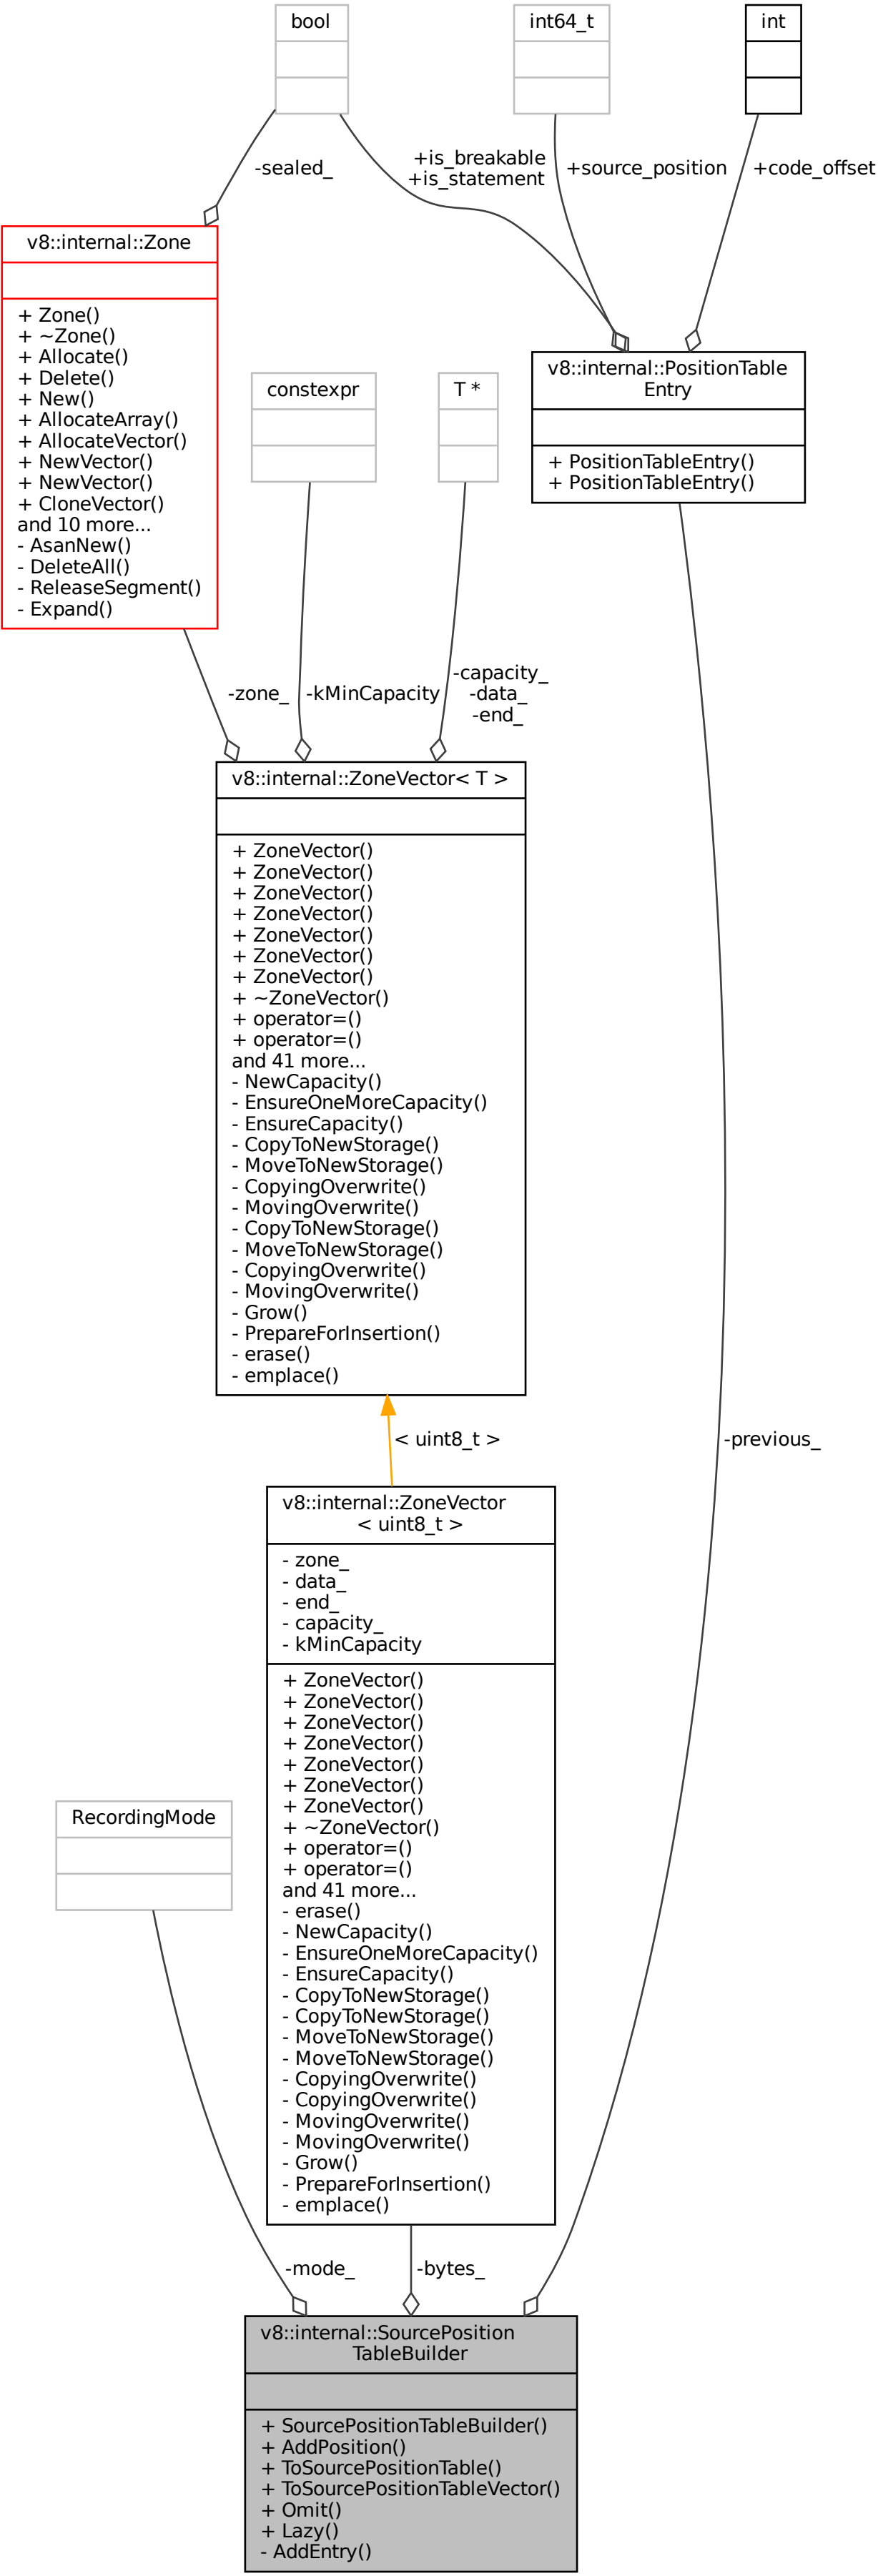 bool
int64_t
int
-sealed_
+is_breakable
+is_statement
+source_position
+code_offset
v8::internal::Zone
+ Zone()
+ ~Zone()
+ Allocate()
+ Delete()
+ New()
+ AllocateArray()
+ AllocateVector()
+ NewVector()
+ NewVector()
+ CloneVector()
and 10 more...
- AsanNew()
- DeleteAll()
- ReleaseSegment()
- Expand()
constexpr
T *
v8::internal::PositionTable
Entry
+ PositionTableEntry()
+ PositionTableEntry()
-zone_
-kMinCapacity
-capacity_
-data_
-end_
v8::internal::ZoneVector< T >
+ ZoneVector()
+ ZoneVector()
+ ZoneVector()
+ ZoneVector()
+ ZoneVector()
+ ZoneVector()
+ ZoneVector()
+ ~ZoneVector()
+ operator=()
+ operator=()
and 41 more...
- NewCapacity()
- EnsureOneMoreCapacity()
- EnsureCapacity()
- CopyToNewStorage()
- MoveToNewStorage()
- CopyingOverwrite()
- MovingOverwrite()
- CopyToNewStorage()
- MoveToNewStorage()
- CopyingOverwrite()
- MovingOverwrite()
- Grow()
- PrepareForInsertion()
- erase()
- emplace()
< uint8_t >
-previous_
v8::internal::ZoneVector
< uint8_t >
- zone_
- data_
- end_
- capacity_
- kMinCapacity
+ ZoneVector()
+ ZoneVector()
+ ZoneVector()
+ ZoneVector()
+ ZoneVector()
+ ZoneVector()
+ ZoneVector()
+ ~ZoneVector()
+ operator=()
+ operator=()
and 41 more...
- erase()
- NewCapacity()
- EnsureOneMoreCapacity()
- EnsureCapacity()
- CopyToNewStorage()
- CopyToNewStorage()
- MoveToNewStorage()
- MoveToNewStorage()
- CopyingOverwrite()
- CopyingOverwrite()
- MovingOverwrite()
- MovingOverwrite()
- Grow()
- PrepareForInsertion()
- emplace()
RecordingMode
-mode_
-bytes_
v8::internal::SourcePosition
TableBuilder
+ SourcePositionTableBuilder()
+ AddPosition()
+ ToSourcePositionTable()
+ ToSourcePositionTableVector()
+ Omit()
+ Lazy()
- AddEntry()